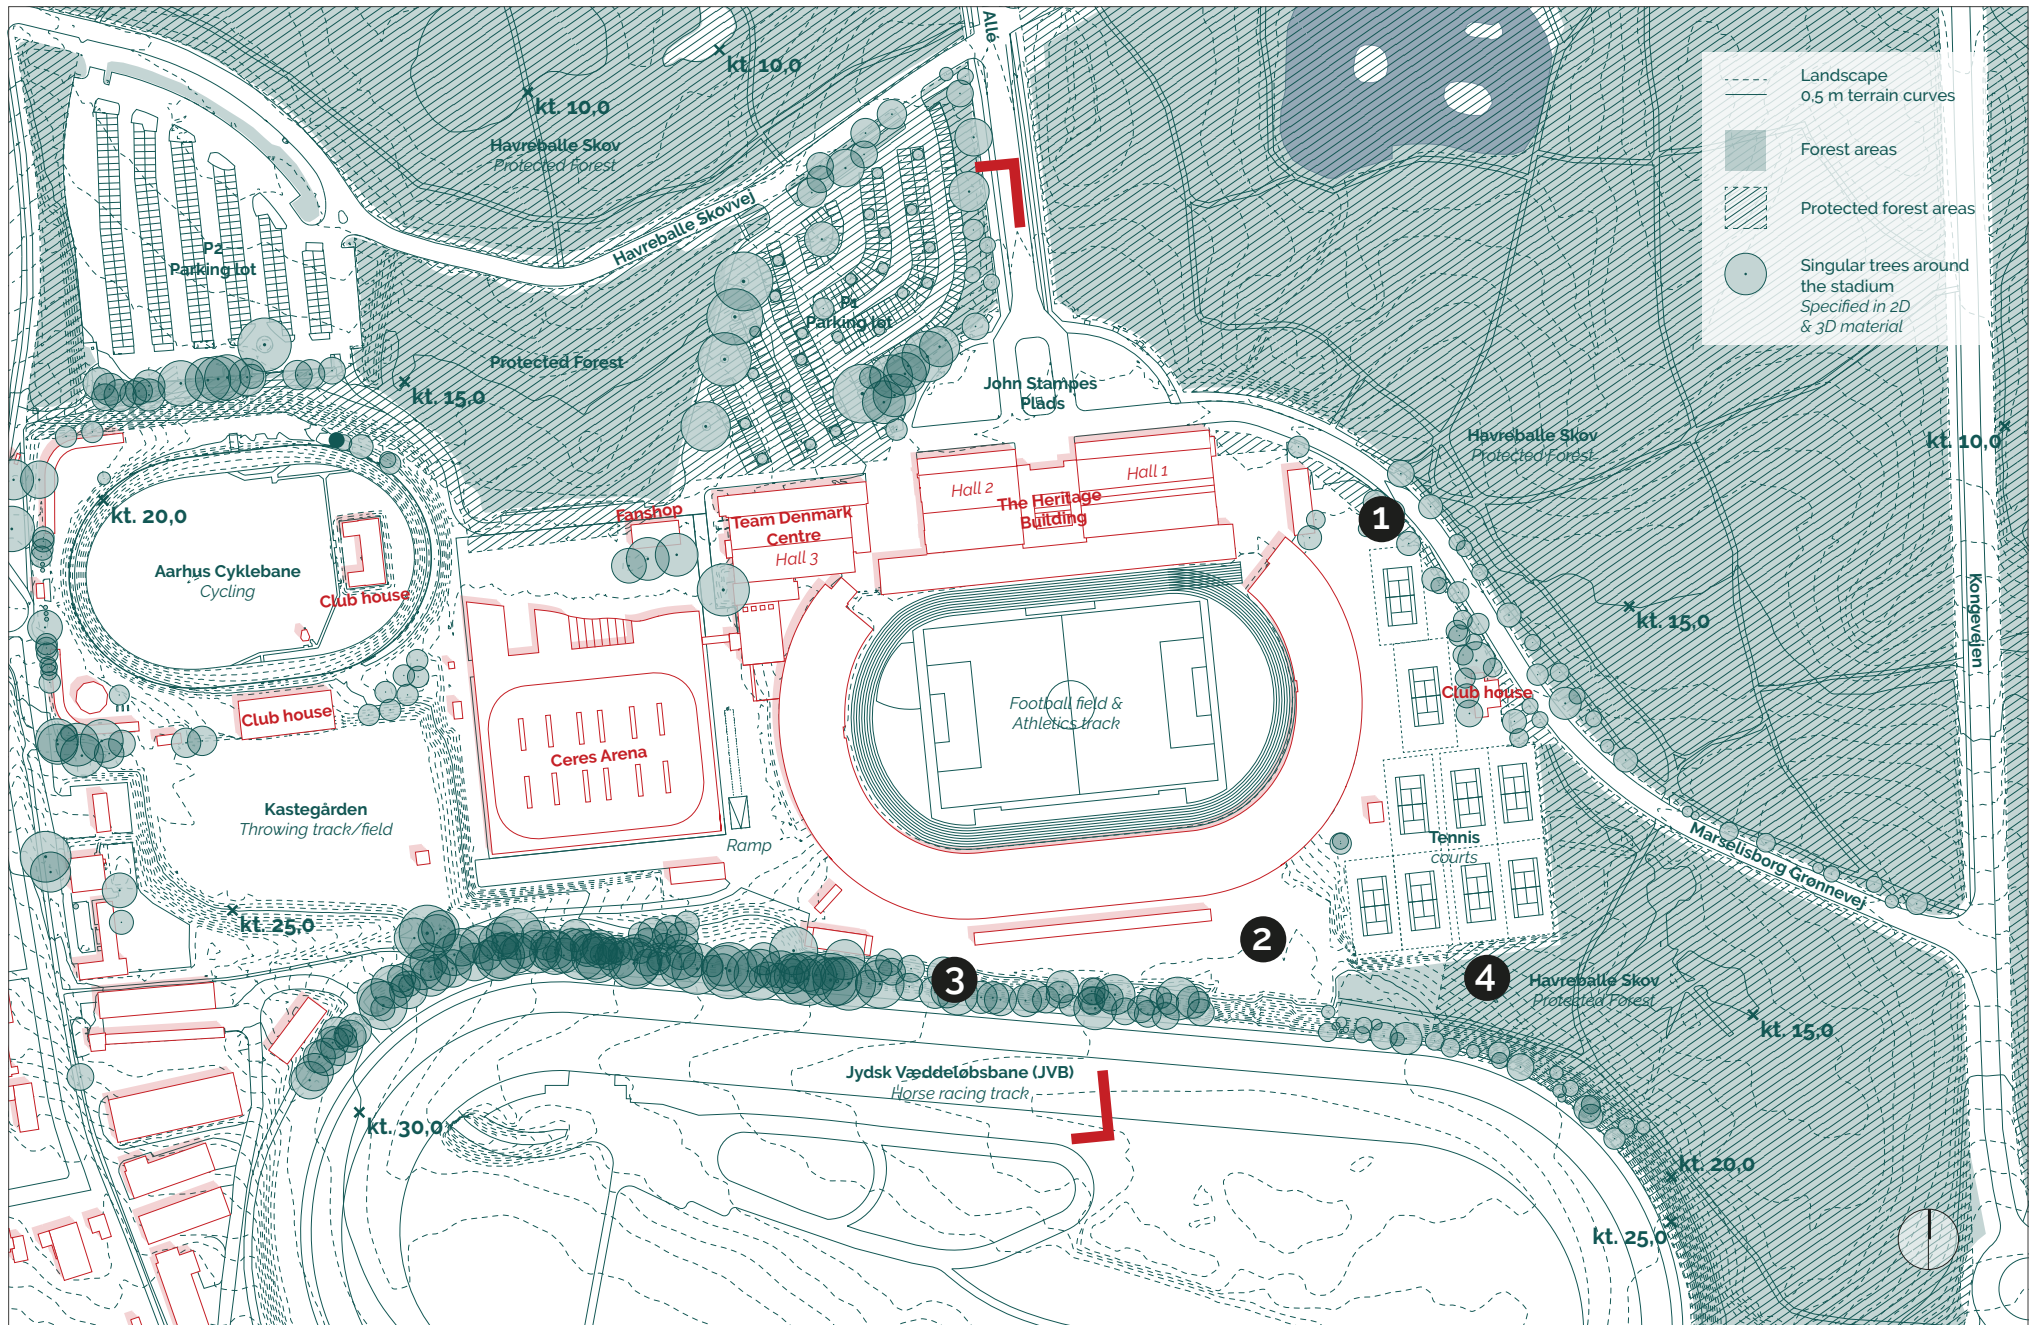 Allé
kt. 10,0
kt. 10,0
Havreballe Skov
Protected Forest
Landscape
0,5 m terrain curves
Forest areas
Protected forest areas
Singular trees around
the stadium
Specified in 2D
& 3D material
Havreballe Skovvej
P2
Parking lot
P1
Parking lot
Protected Forest
kt. 15,0
John Stampes
Plads
Havreballe Skov
Protected Forest
kt. 10,0
Hall 1
Hall 2
The Heritage
Building
Fanshop
Team Denmark
Centre
Hall 3
kt. 20,0
1
Aarhus Cyklebane
Cycling
Club house
kt. 15,0
Kongevejen
Club house
Football field &
Athletics track
Club house
Ceres Arena
Kastegården
Throwing track/field
Ramp
Tennis
courts
Marselisborg Grønnevej
kt. 25,0
2
3
4
Havreballe Skov
Protected Forest
kt. 15,0
Jydsk Væddeløbsbane (JVB)
Horse racing track
kt. 30,0
kt. 20,0
kt. 25,0